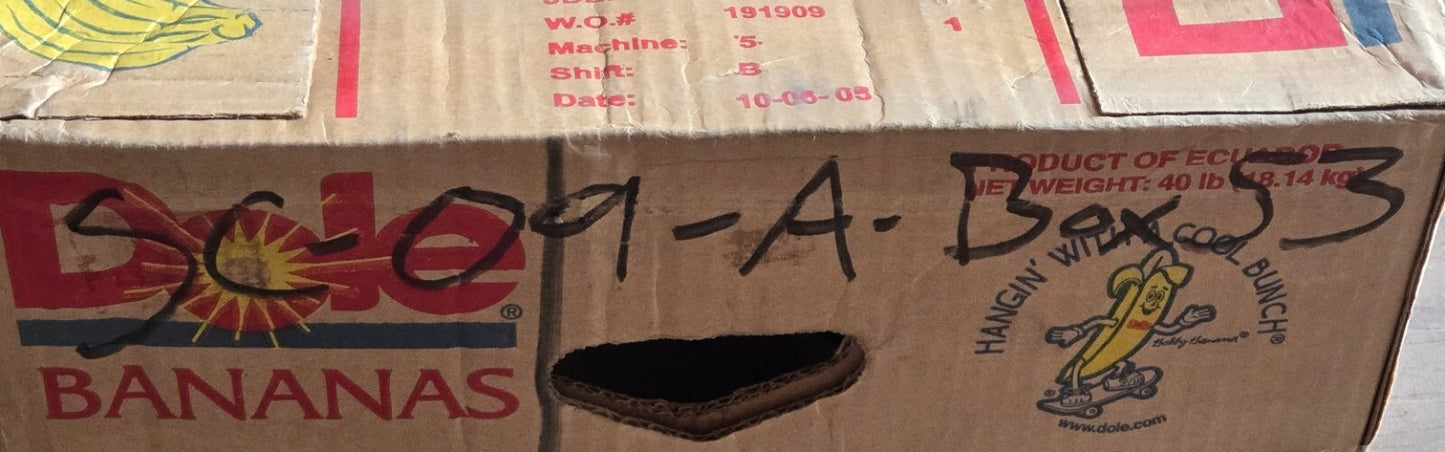 W.O.# 191909
1
Machine: 5
Shift: B
Date: 10-06-05
Dole®
BANANAS
SC-09-A-Box 53
PRODUCT OF ECUADOR
NET WEIGHT: 40 lb (18.14 kg)
HANGIN' WITH A COOL BUNCH!®
Bobby Banana®
www.dole.com